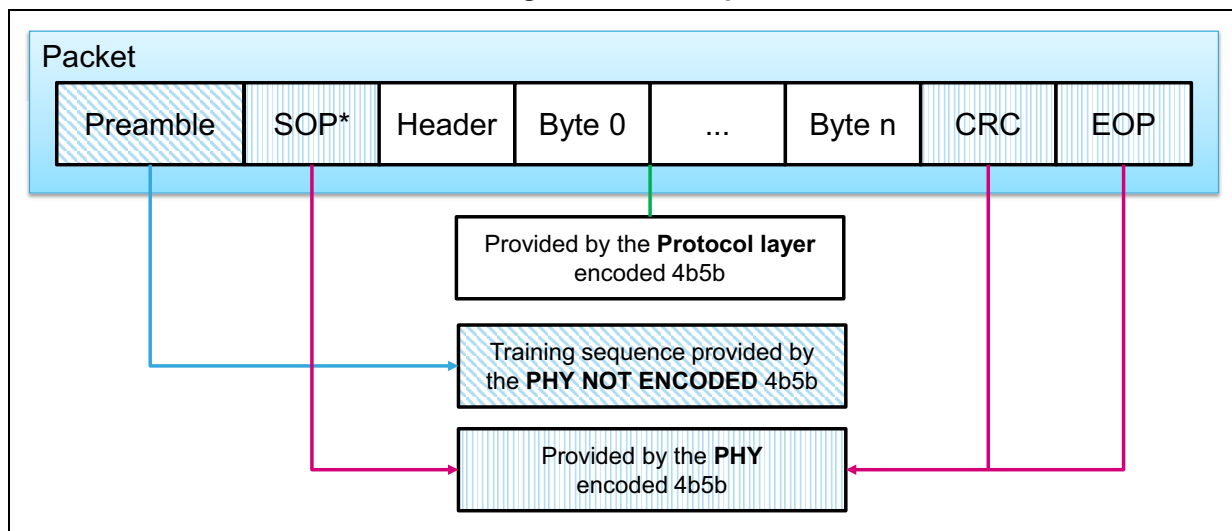 Packet
Preamble SOP* Header Byte 0 ... Byte n CRC EOP
Provided by the Protocol layer
encoded 4b5b
Training sequence provided by
the PHY NOT ENCODED 4b5b
Provided by the PHY
encoded 4b5b